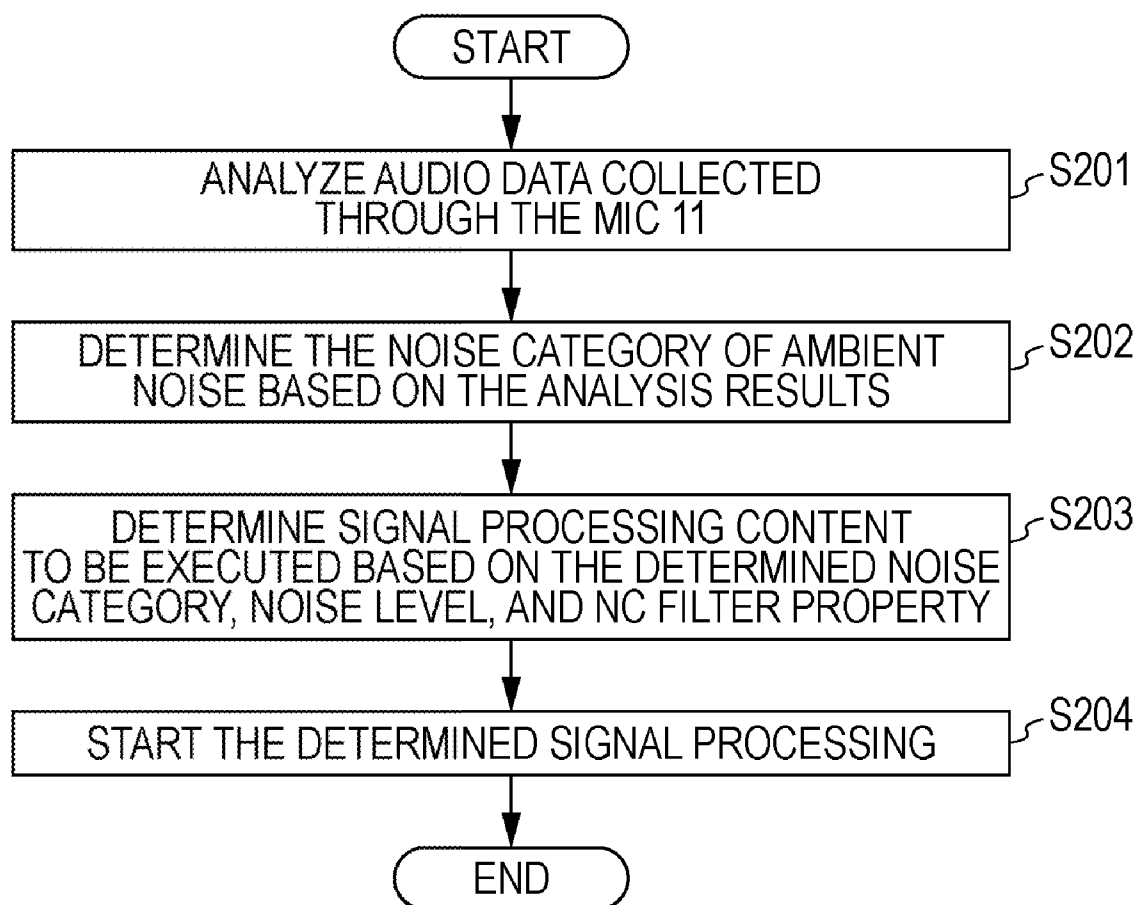 START
ANALYZE AUDIO DATA COLLECTED
THROUGH THE MIC 11
S201
DETERMINE THE NOISE CATEGORY OF AMBIENT
NOISE BASED ON THE ANALYSIS RESULTS
S202
DETERMINE SIGNAL PROCESSING CONTENT
TO BE EXECUTED BASED ON THE DETERMINED NOISE
CATEGORY, NOISE LEVEL, AND NC FILTER PROPERTY
S203
START THE DETERMINED SIGNAL PROCESSING
S204
END